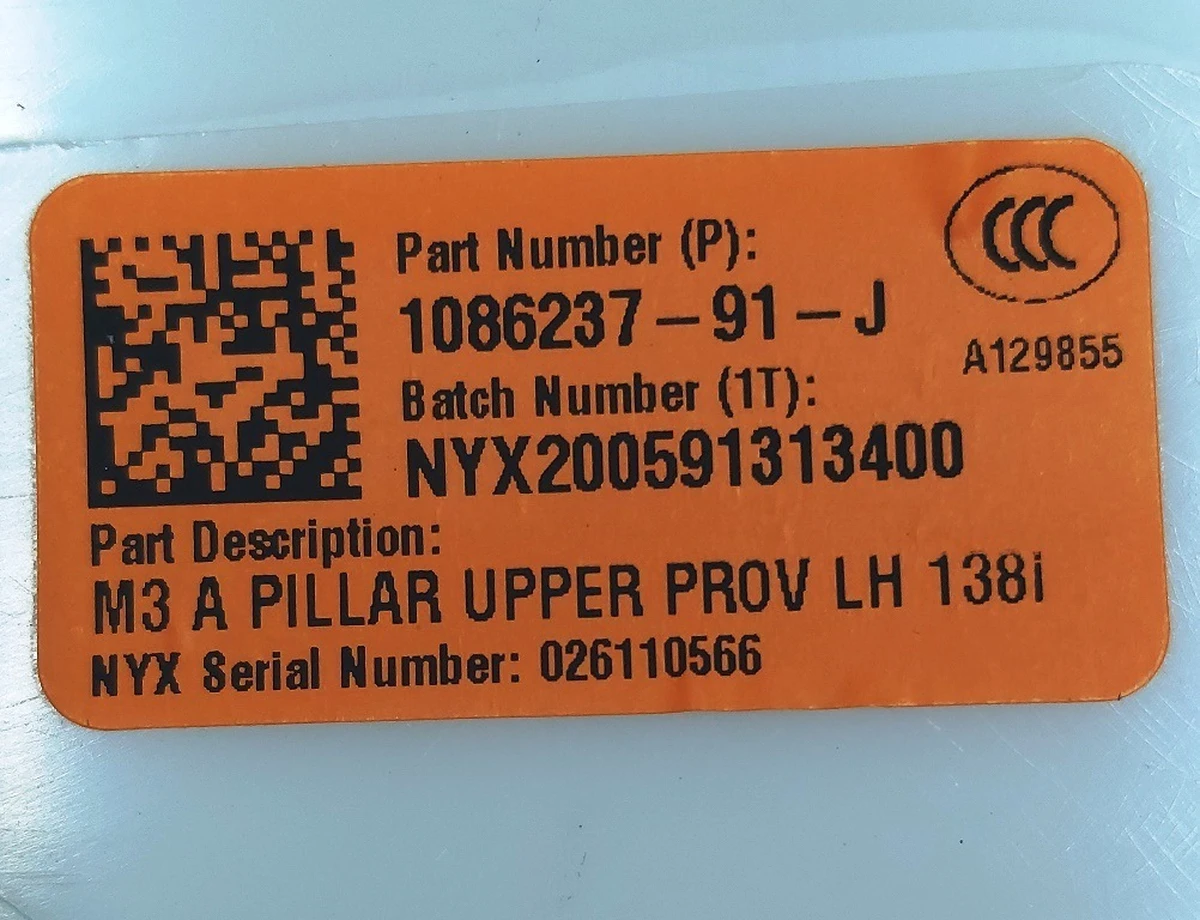 Part Number (P):
1086237-91-J
CCC
A129855
Batch Number (1T):
NYX200591313400
Part Description:
M3 A PILLAR UPPER PROV LH 138i
NYX Serial Number: 026110566